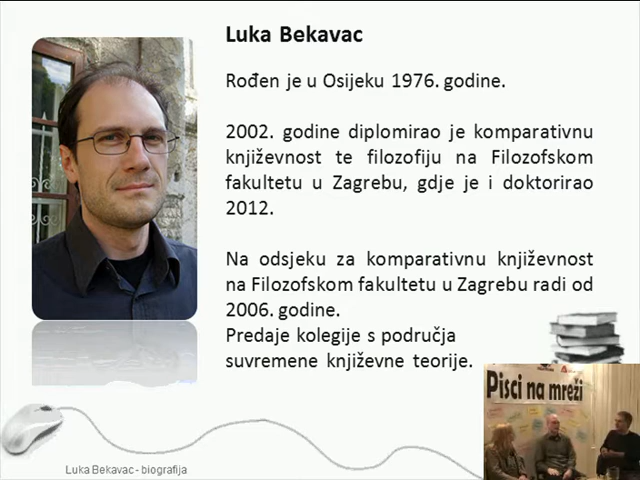 Luka Bekavac
Rođen je u Osijeku 1976. godine.
2002. godine diplomirao je komparativnu
književnost te filozofiju na Filozofskom
fakultetu u Zagrebu, gdje je i doktorirao
2012.
Na odsjeku za komparativnu književnost
na Filozofskom fakultetu u Zagrebu radi od
2006. godine.
Predaje kolegije s područja
suvremene književne teorije.
Pisci na mreži
Luka Bekavac - biografija